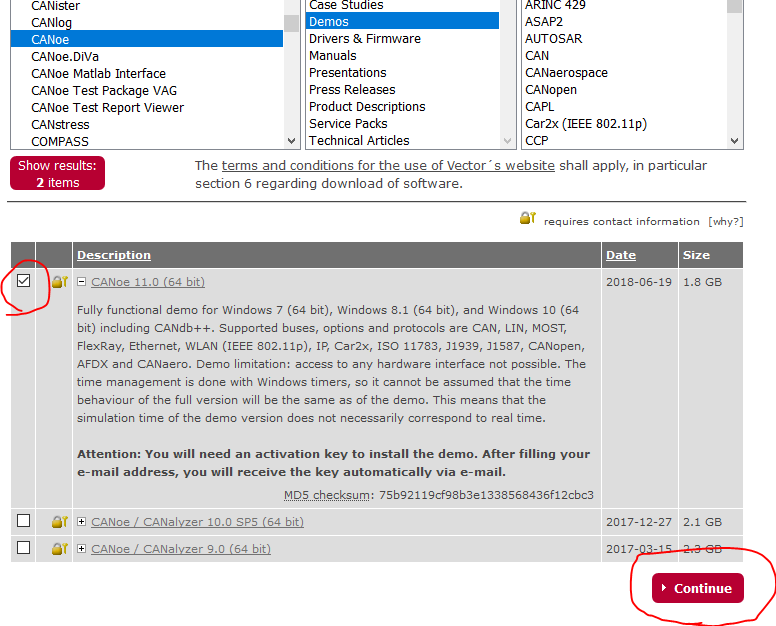 CANister
CANlog
CANoe
CANoe.DiVa
CANoe Matlab Interface
CANoe Test Package VAG
CANoe Test Report Viewer
CANstress
COMPASS
Case Studies
Demos
Drivers & Firmware
Manuals
Presentations
Press Releases
Product Descriptions
Service Packs
Technical Articles
ARINC 429
ASAP2
AUTOSAR
CAN
CANaerospace
CANopen
CAPL
Car2x (IEEE 802.11p)
CCP
Show results:
2 items
The terms and conditions for the use of Vector´s website shall apply, in particular
section 6 regarding download of software.
requires contact information [why?]
Description Date Size
CANoe 11.0 (64 bit) 2018-06-19 1.8 GB
Fully functional demo for Windows 7 (64 bit), Windows 8.1 (64 bit), and Windows 10 (64
bit) including CANdb++. Supported buses, options and protocols are CAN, LIN, MOST,
FlexRay, Ethernet, WLAN (IEEE 802.11p), IP, Car2x, ISO 11783, J1939, J1587, CANopen,
AFDX and CANaero. Demo limitation: access to any hardware interface not possible. The
time management is done with Windows timers, so it cannot be assumed that the time
behaviour of the full version will be the same as of the demo. This means that the
simulation time of the demo version does not necessarily correspond to real time.
Attention: You will need an activation key to install the demo. After filling your
e-mail address, you will receive the key automatically via e-mail.
MD5 checksum: 75b92119cf98b3e1338568436f12cbc3
CANoe / CANalyzer 10.0 SP5 (64 bit) 2017-12-27 2.1 GB
CANoe / CANalyzer 9.0 (64 bit) 2017-03-15 2.3 GB
Continue